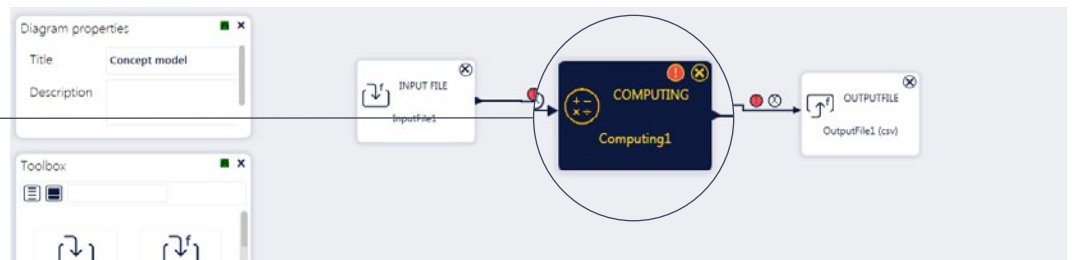 Diagram properties
Title
Concept model
Description
Toolbox
INPUT FILE
InputFile1
COMPUTING
Computing1
OUTPUTFILE
OutputFile1 (csv)